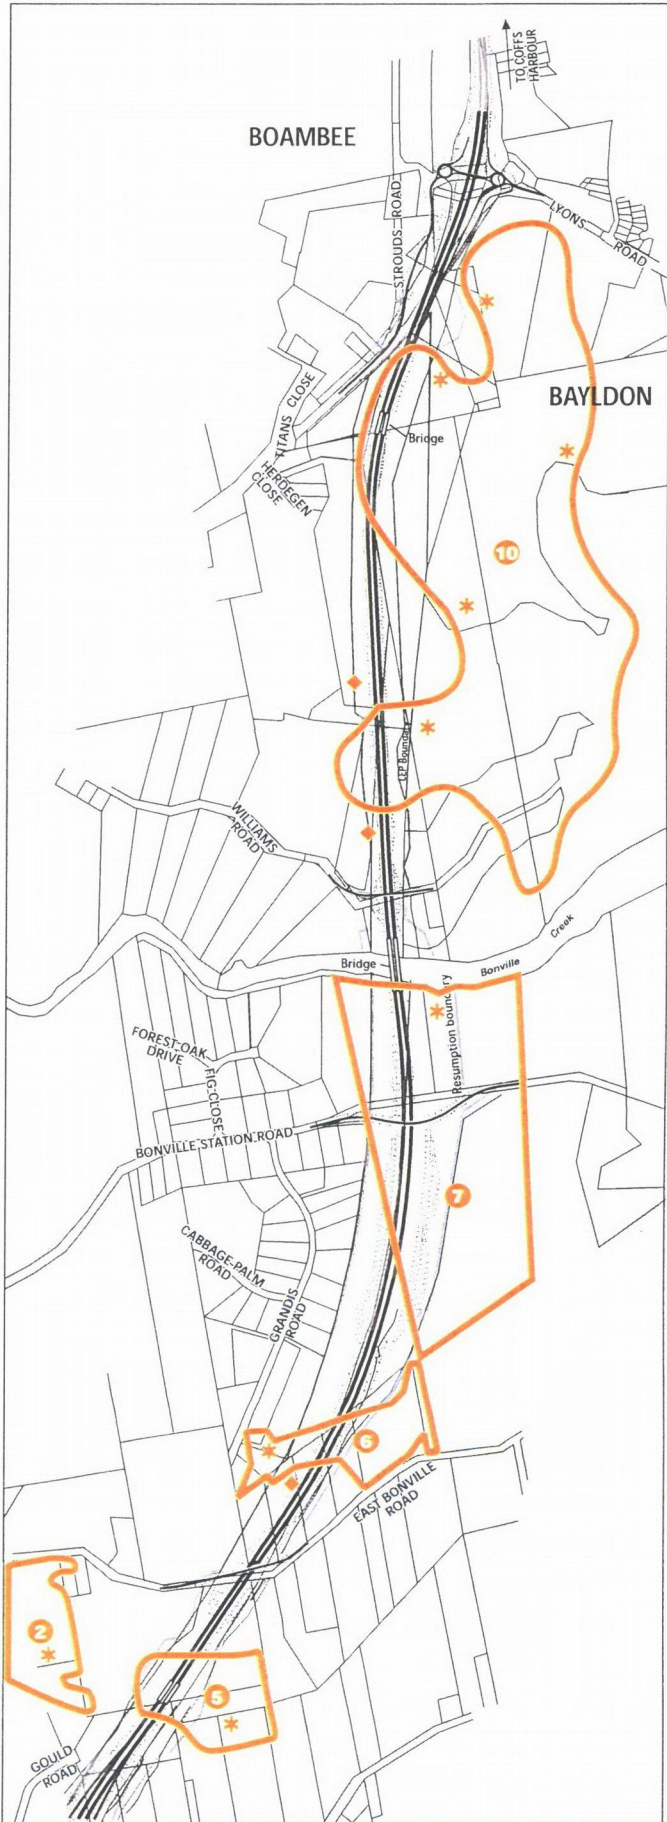 TO COFFS
HARBOUR
BOAMBEE
STROUDS ROAD
LYONS
ROAD
TITANS CLOSE
BAYLDON
Bridge
HERDEGEN
CLOSE
10
LEP Boundary
WILLIAMS
ROAD
Creek
Bridge
Bonville
Resumption boundary
FOREST OAK
DRIVE
FIG CLOSE
BONVILLE STATION ROAD
7
CABBAGE PALM
ROAD
GRANDIS
ROAD
6
EAST BONVILLE
ROAD
2
5
GOULD
ROAD